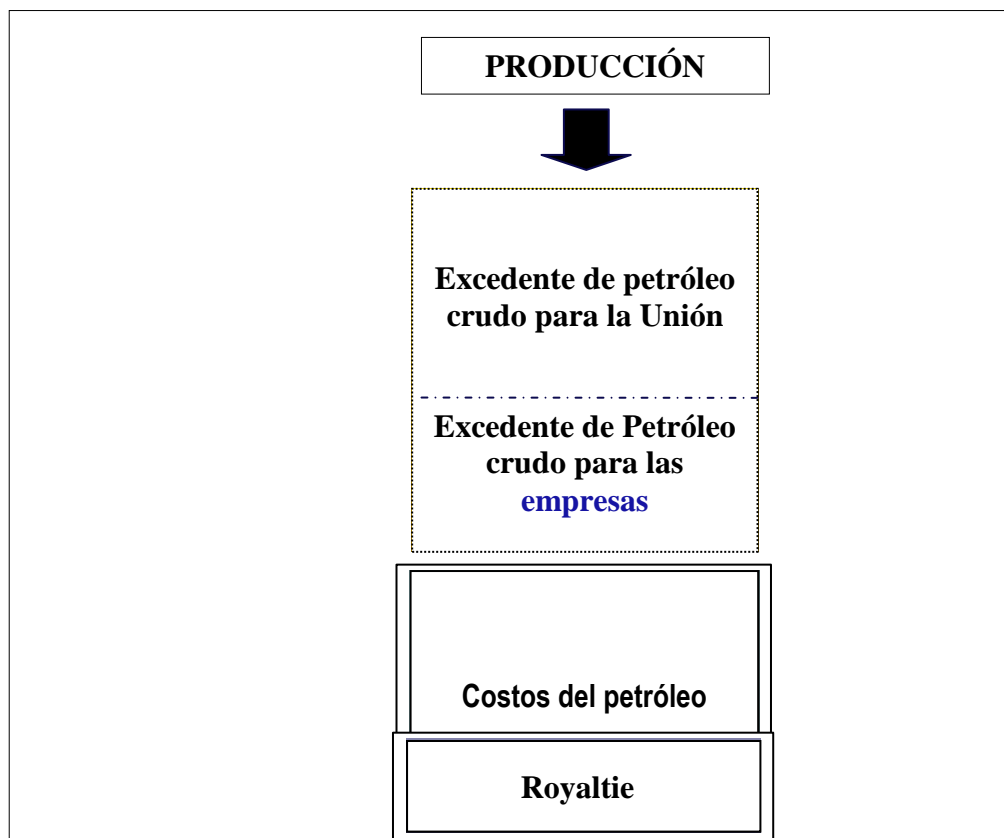 PRODUCCIÓN
Excedente de petróleo
crudo para la Unión
Excedente de Petróleo
crudo para las
empresas
Costos del petróleo
Royaltie